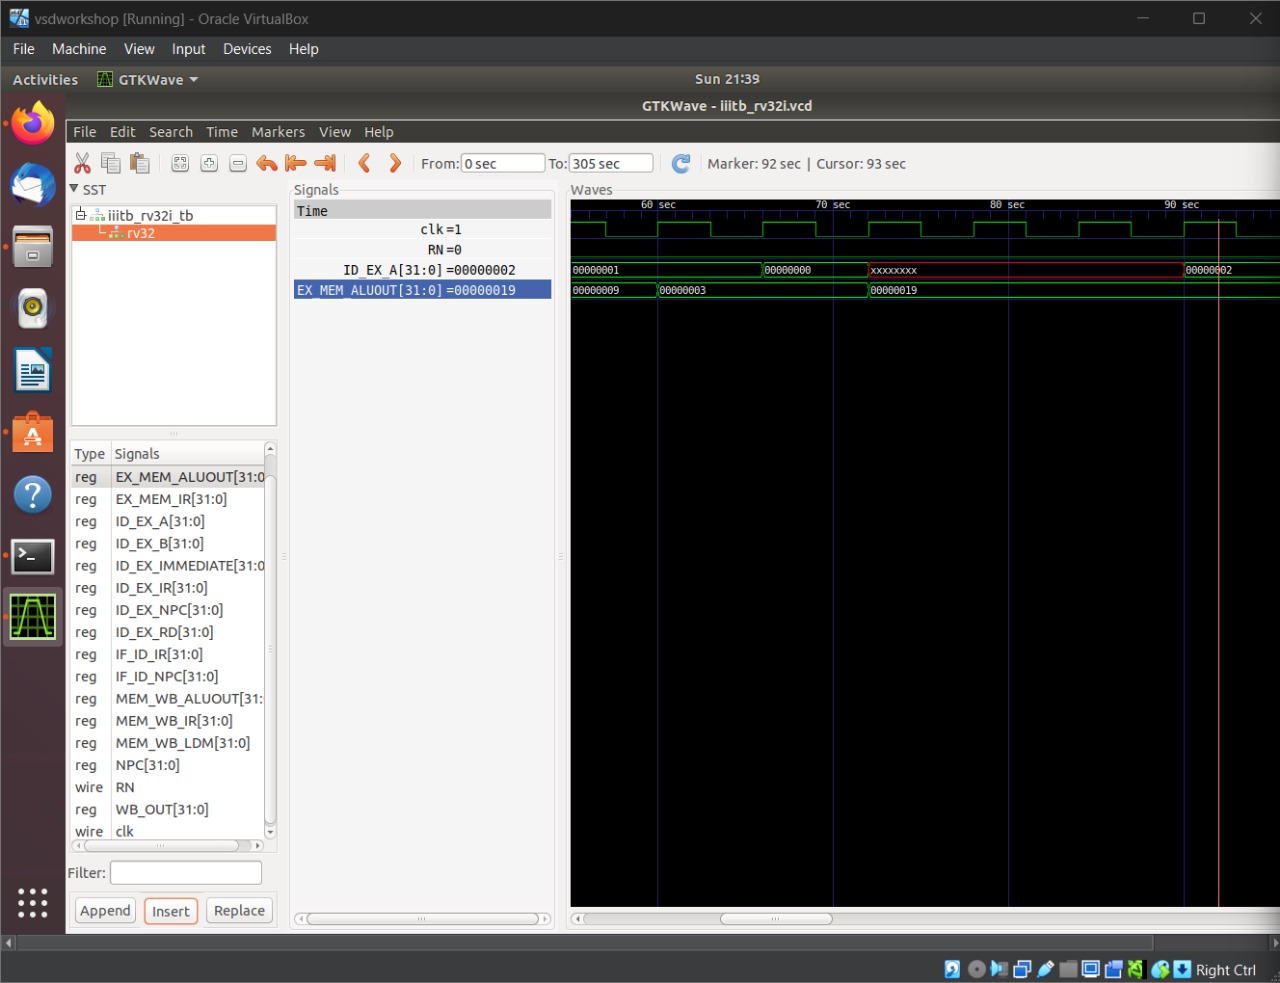 vsdworkshop [Running] - Oracle VirtualBox
File Machine View Input Devices Help
Activities GTKWave Sun 21:39
GTKWave - iiitb_rv32i.vcd
File Edit Search Time Markers View Help
From: 0 sec To: 305 sec Marker: 92 sec | Cursor: 93 sec
SST
iiitb_rv32i_tb
rv32
Type Signals
reg EX_MEM_ALUOUT[31:0
reg EX_MEM_IR[31:0]
reg ID_EX_A[31:0]
reg ID_EX_B[31:0]
reg ID_EX_IMMEDIATE[31:0
reg ID_EX_IR[31:0]
reg ID_EX_NPC[31:0]
reg ID_EX_RD[31:0]
reg IF_ID_IR[31:0]
reg IF_ID_NPC[31:0]
reg MEM_WB_ALUOUT[31:
reg MEM_WB_IR[31:0]
reg MEM_WB_LDM[31:0]
reg NPC[31:0]
wire RN
reg WB_OUT[31:0]
wire clk
Filter:
Append Insert Replace
Signals
Time
clk =1
RN =0
ID_EX_A[31:0] =00000002
EX_MEM_ALUOUT[31:0] =00000019
Waves
60 sec 70 sec 80 sec 90 sec
00000001 00000000 xxxxxxxx 00000002
00000009 00000003 00000019
Right Ctrl